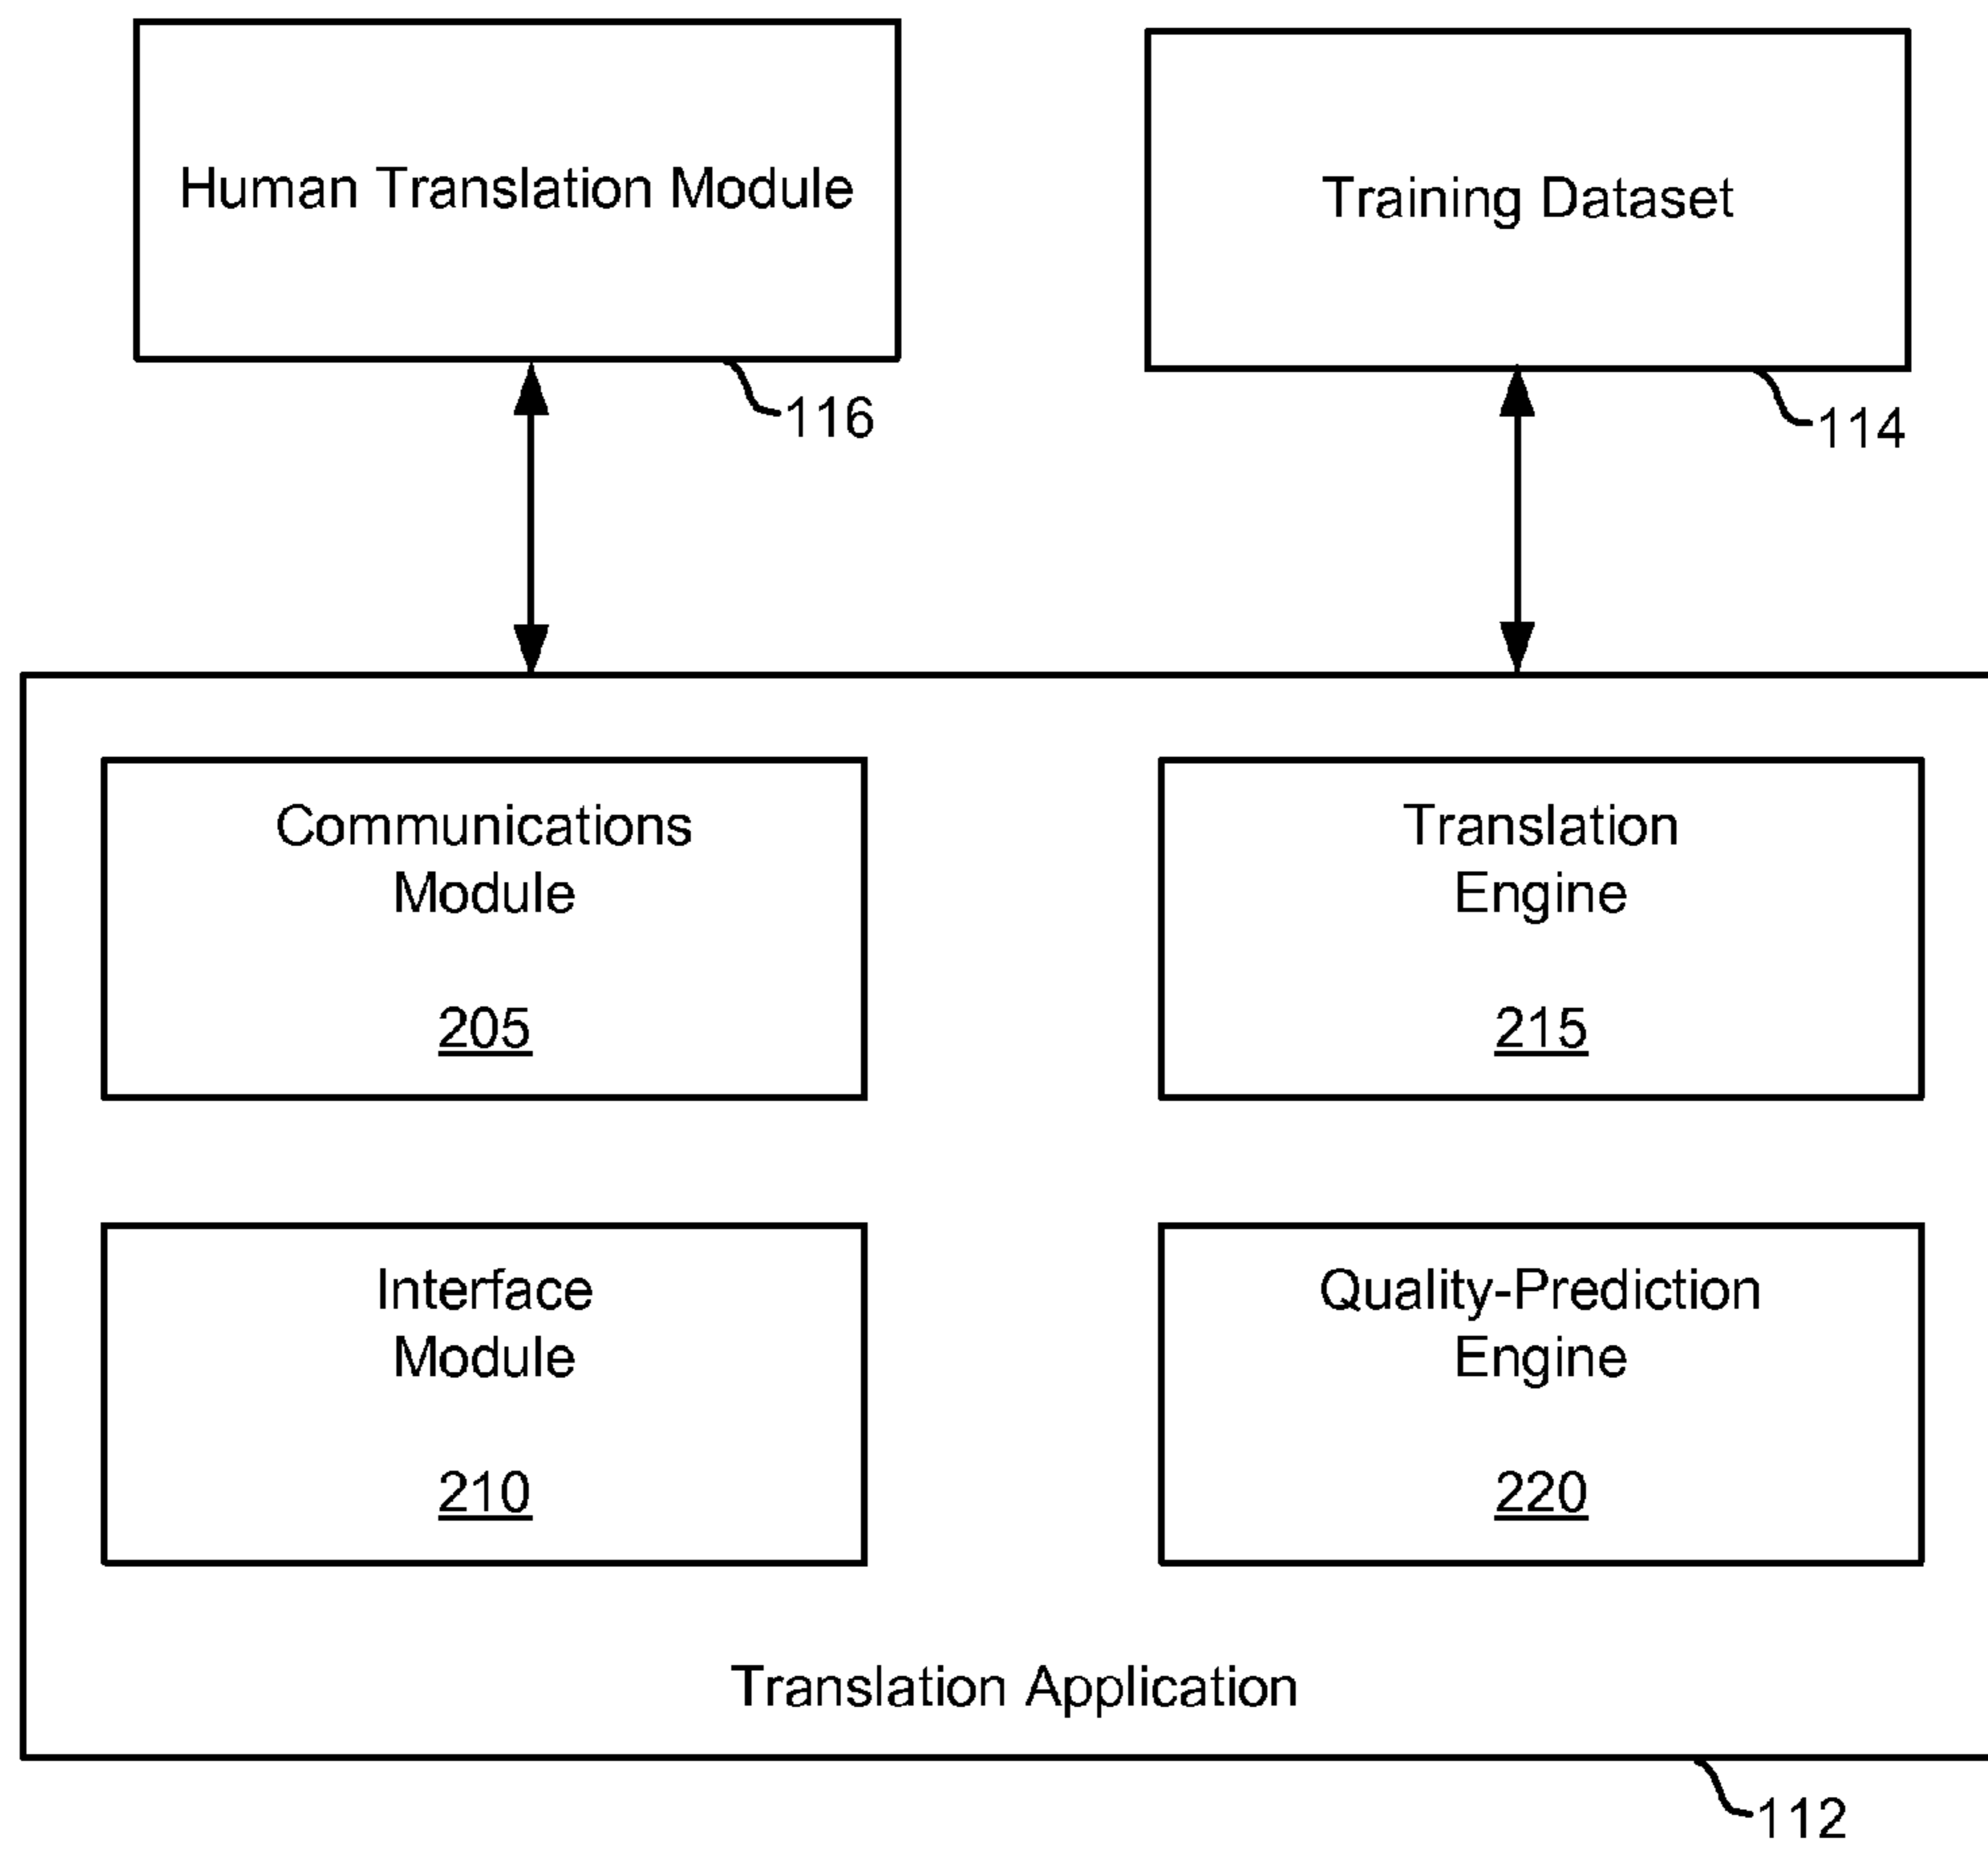 Human Translation Module
116
Training Dataset
114
Communications
Module
205
Translation
Engine
215
Interface
Module
210
Quality-Prediction
Engine
220
Translation Application
112